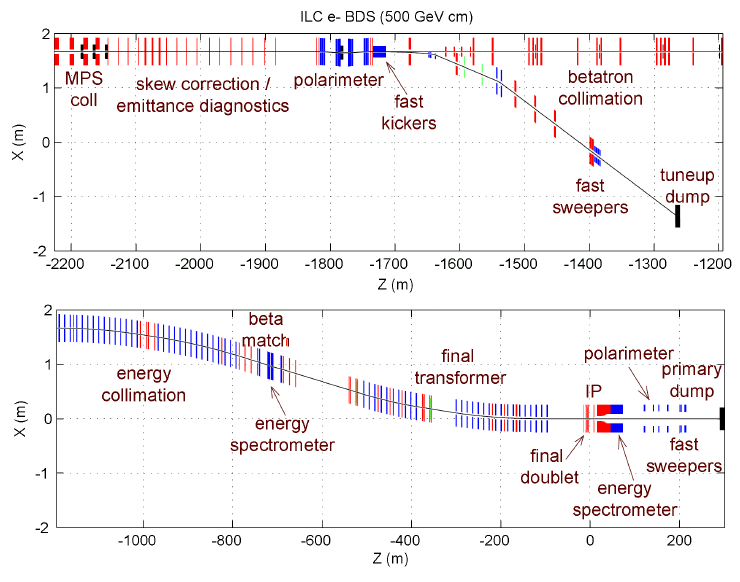 ILC e- BDS (500 GeV cm)
2
1
0
-1
-2
X (m)
MPS
coll
skew correction /
emittance diagnostics
polarimeter
fast
kickers
betatron
collimation
fast
sweepers
tuneup
dump
-2200 -2100 -2000 -1900 -1800 -1700 -1600 -1500 -1400 -1300 -1200
Z (m)
2
1
0
-1
-2
X (m)
energy
collimation
beta
match
energy
spectrometer
final
transformer
IP
polarimeter
primary
dump
final
doublet
energy
spectrometer
fast
sweepers
-1000 -800 -600 -400 -200 0 200
Z (m)